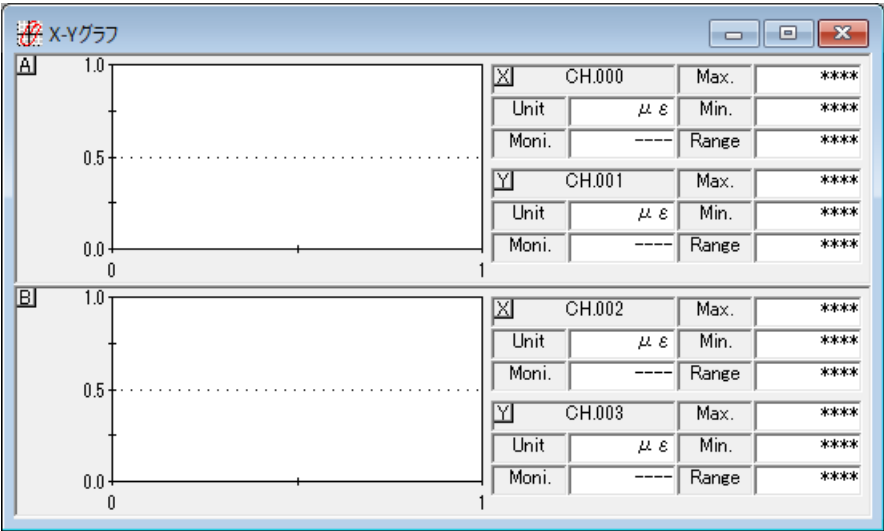 X-Yグラフ
A
1.0
0.5
0.0
0 1
X CH.000 Max. ****
Unit μ ε Min. ****
Moni. ---- Range ****
Y CH.001 Max. ****
Unit μ ε Min. ****
Moni. ---- Range ****
B
1.0
0.5
0.0
0 1
X CH.002 Max. ****
Unit μ ε Min. ****
Moni. ---- Range ****
Y CH.003 Max. ****
Unit μ ε Min. ****
Moni. ---- Range ****